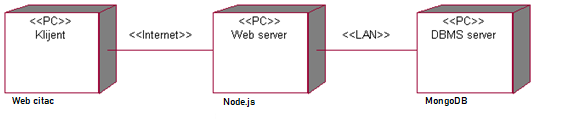 <<PC>>
Klijent
<<Internet>>
<<PC>>
Web server
<<LAN>>
<<PC>>
DBMS server
Web citac
Node.js
MongoDB